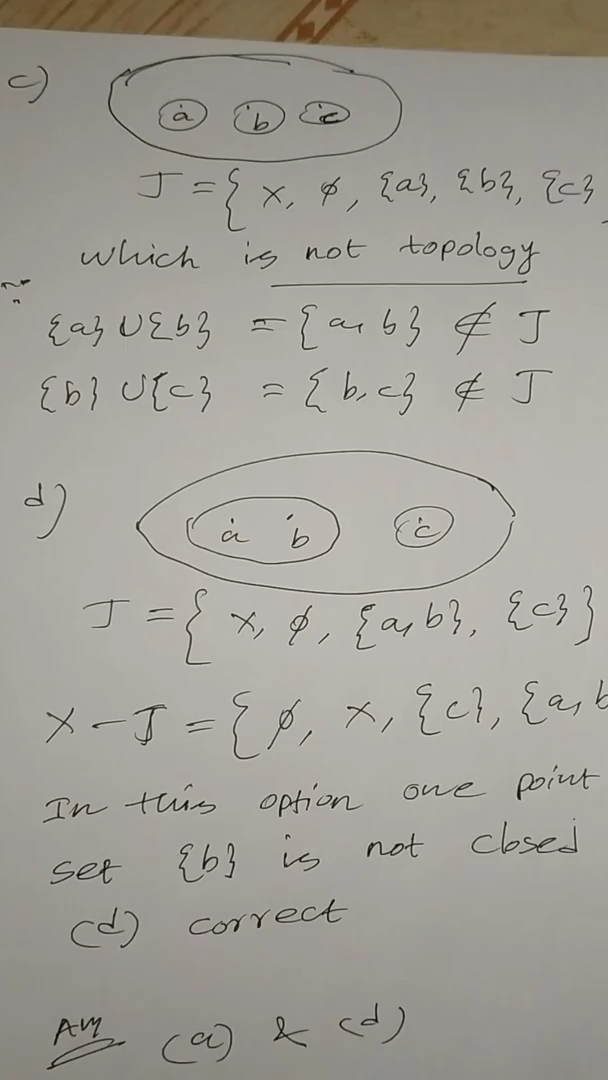 c)
a b c
J = { X, ϕ, {a}, {b}, {c}
which is not topology
∵ {a} ∪ {b} = {a, b} ∉ J
{b} ∪ {c} = {b, c} ∉ J
d)
a b c
J = { X, ϕ, {a, b}, {c} }
X - J = { ϕ, X, {c}, {a, b
In this option one point
set {b} is not closed
(d) correct
Ans (a) & (d)